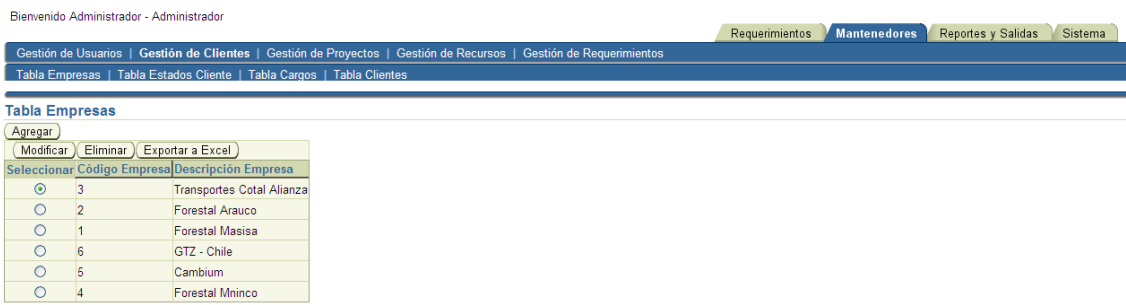 Bienvenido Administrador - Administrador
Requerimientos Mantenedores Reportes y Salidas Sistema
Gestión de Usuarios | Gestión de Clientes | Gestión de Proyectos | Gestión de Recursos | Gestión de Requerimientos
Tabla Empresas | Tabla Estados Cliente | Tabla Cargos | Tabla Clientes
Tabla Empresas
Agregar
Modificar Eliminar Exportar a Excel
Seleccionar Código Empresa Descripción Empresa
3 Transportes Cotal Alianza
2 Forestal Arauco
1 Forestal Masisa
6 GTZ - Chile
5 Cambium
4 Forestal Mninco